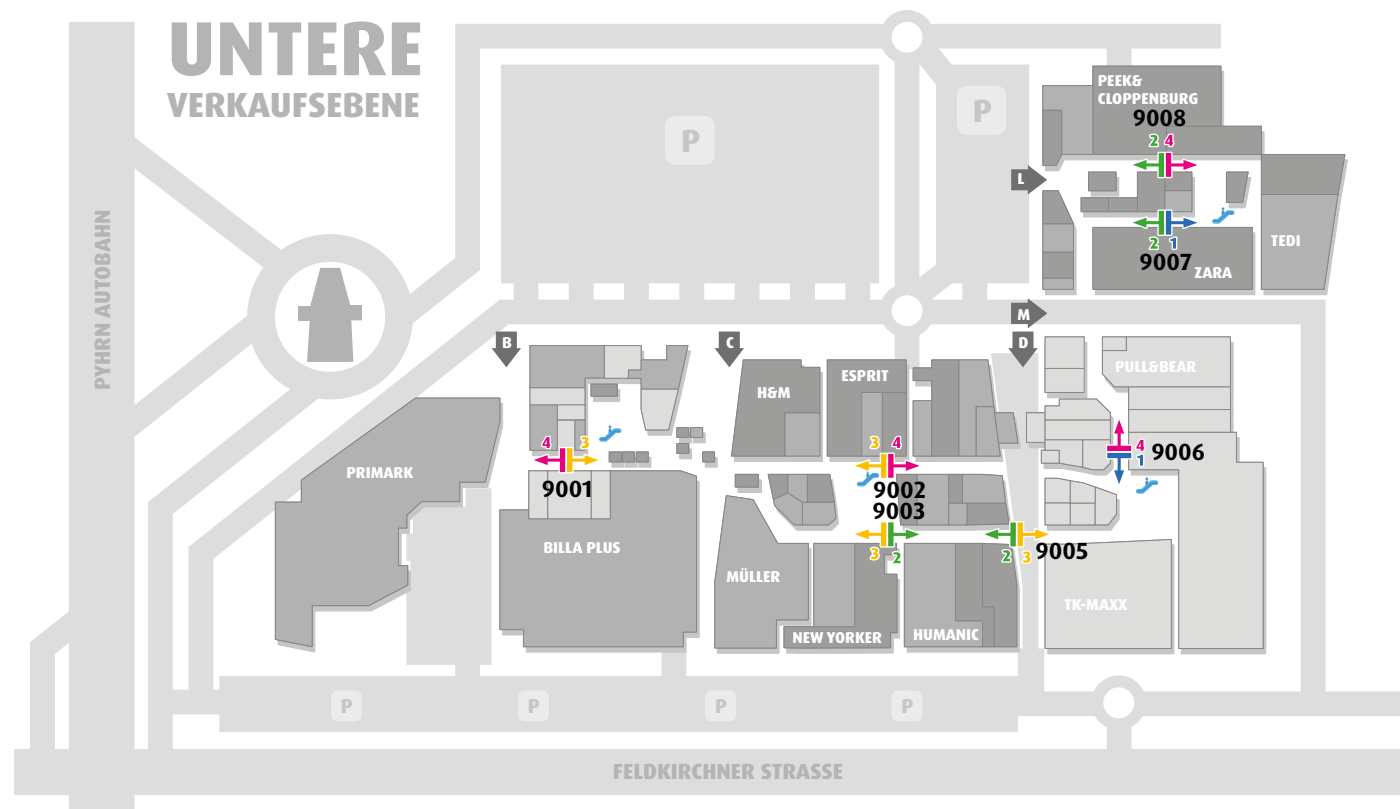 UNTERE
VERKAUFSEBENE
PYHRN AUTOBAHN
P
P
PEEK&
CLOPPENBURG
9008
2 4
L
TEDI
2 1
9007
ZARA
M
B
C
D
PULL&BEAR
H&M
ESPRIT
4 3
9001
3 4
9002
9003
3 2
4
1
9006
2 3
9005
PRIMARK
BILLA PLUS
MÜLLER
NEW YORKER
HUMANIC
TK-MAXX
P
P
P
P
FELDKIRCHNER STRASSE